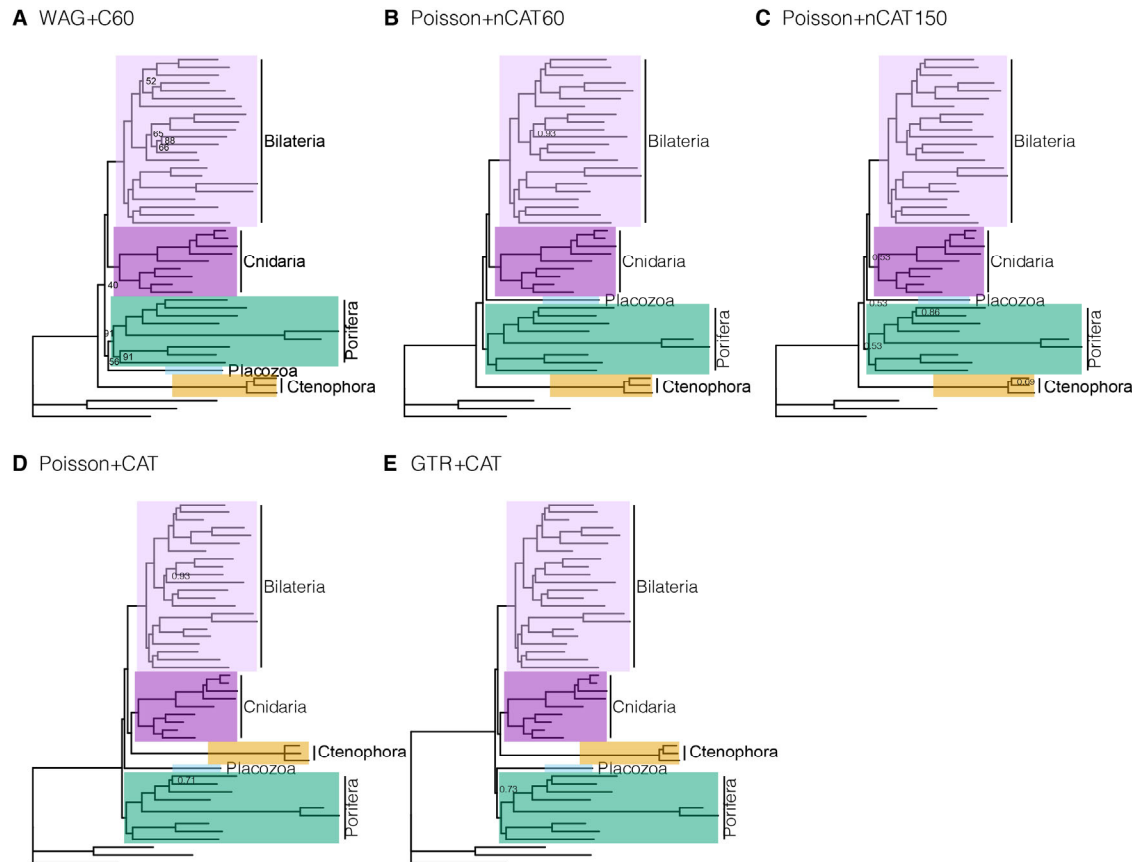 A WAG+C60
B Poisson+nCAT60
C Poisson+nCAT150
52
65
88
66
Bilateria
Cnidaria
40
91
91
56
Porifera
Placozoa
Ctenophora
0.93
Bilateria
Cnidaria
Placozoa
Porifera
Ctenophora
Bilateria
0.53
Cnidaria
0.53
Placozoa
0.86
0.53
Porifera
0.09
Ctenophora
D Poisson+CAT
E GTR+CAT
0.93
Bilateria
Cnidaria
Ctenophora
Placozoa
0.71
Porifera
Bilateria
Cnidaria
Ctenophora
Placozoa
0.73
Porifera